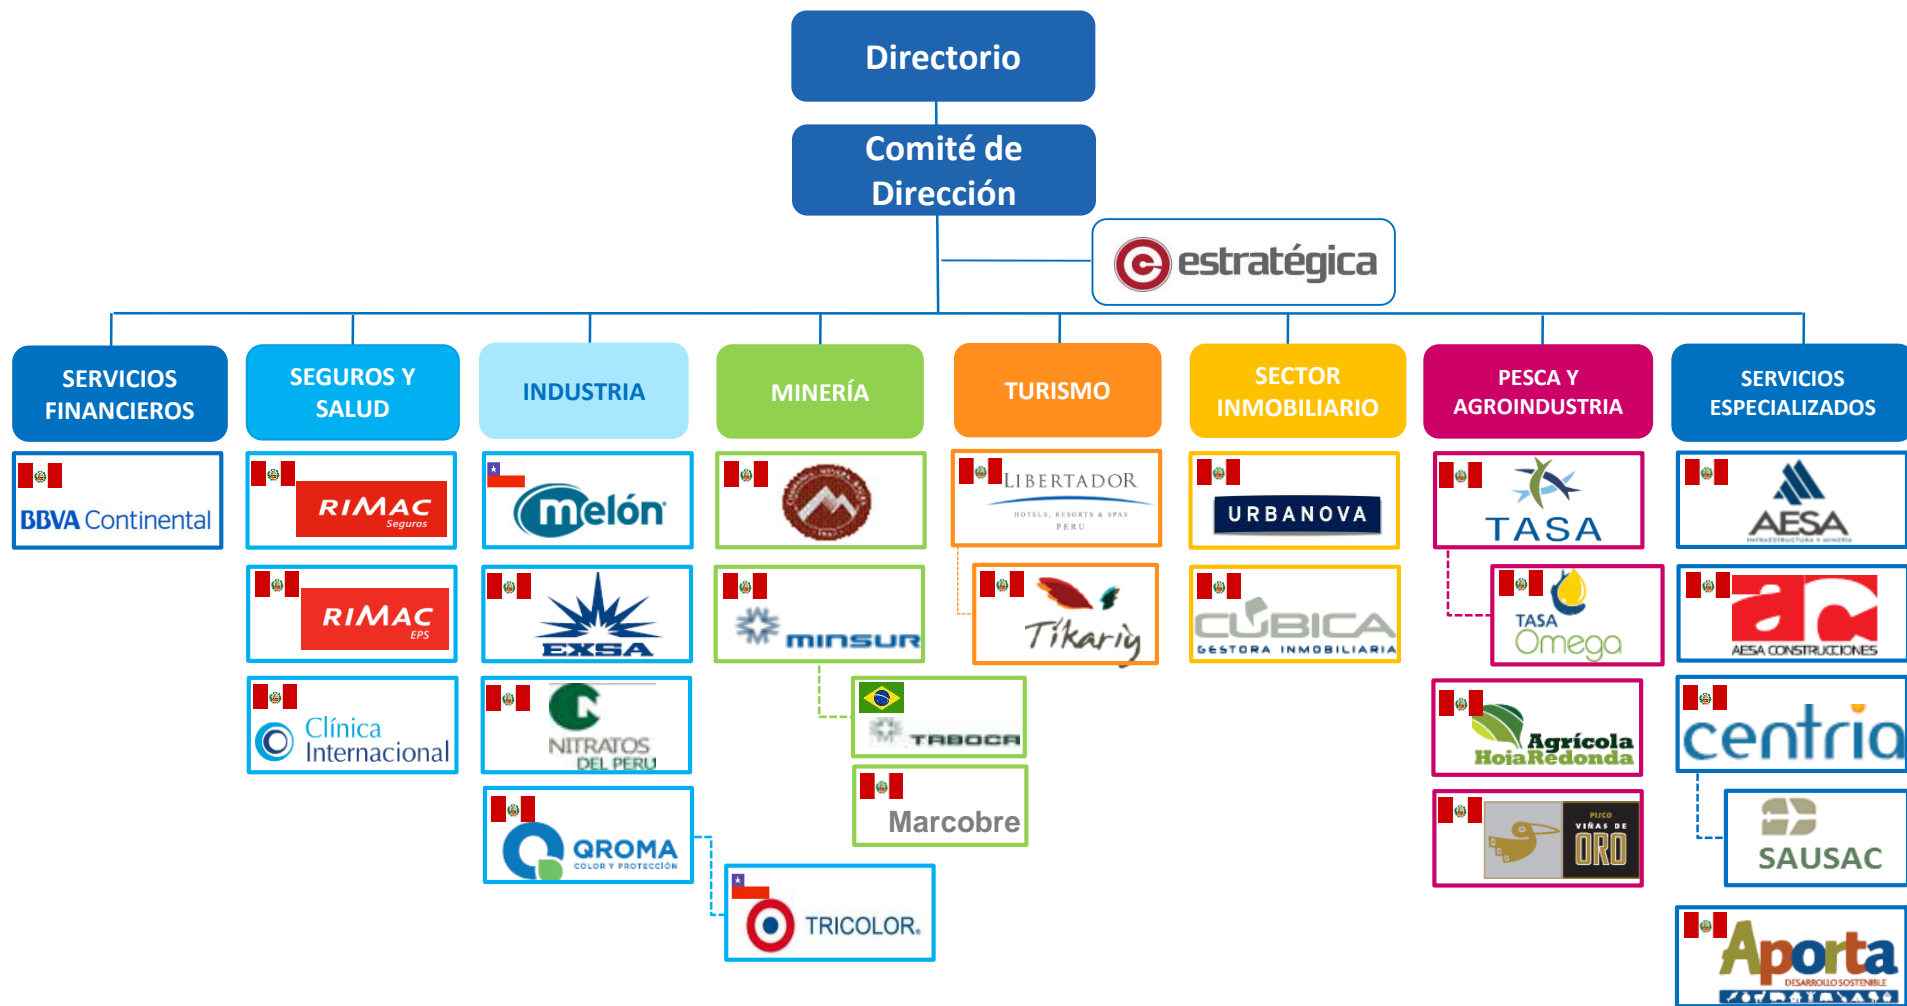 Directorio
Comité de
Dirección
estratégica
SERVICIOS
FINANCIEROS
BBVA Continental
SEGUROS Y
SALUD
RIMAC
Seguros
RIMAC
EPS
Clínica
Internacional
INDUSTRIA
melón
EXSA
NITRATOS
DEL PERU
QROMA
COLOR Y PROTECCIÓN
TRICOLOR®
MINERÍA
MINSUR
TABOCA
Marcobre
TURISMO
LIBERTADOR
HOTELS, RESORTS & SPAS
PERU
Tikariy
SECTOR
INMOBILIARIO
URBANOVA
CÚBICA
GESTORA INMOBILIARIA
PESCA Y
AGROINDUSTRIA
TASA
TASA
Omega
Agrícola
HojaRedonda
PISCO
VIÑAS DE
ORO
SERVICIOS
ESPECIALIZADOS
AESA
INFRAESTRUCTURA Y MINERIA
ac
AESA CONSTRUCCIONES
centria
SAUSAC
Aporta
DESARROLLO SOSTENIBLE